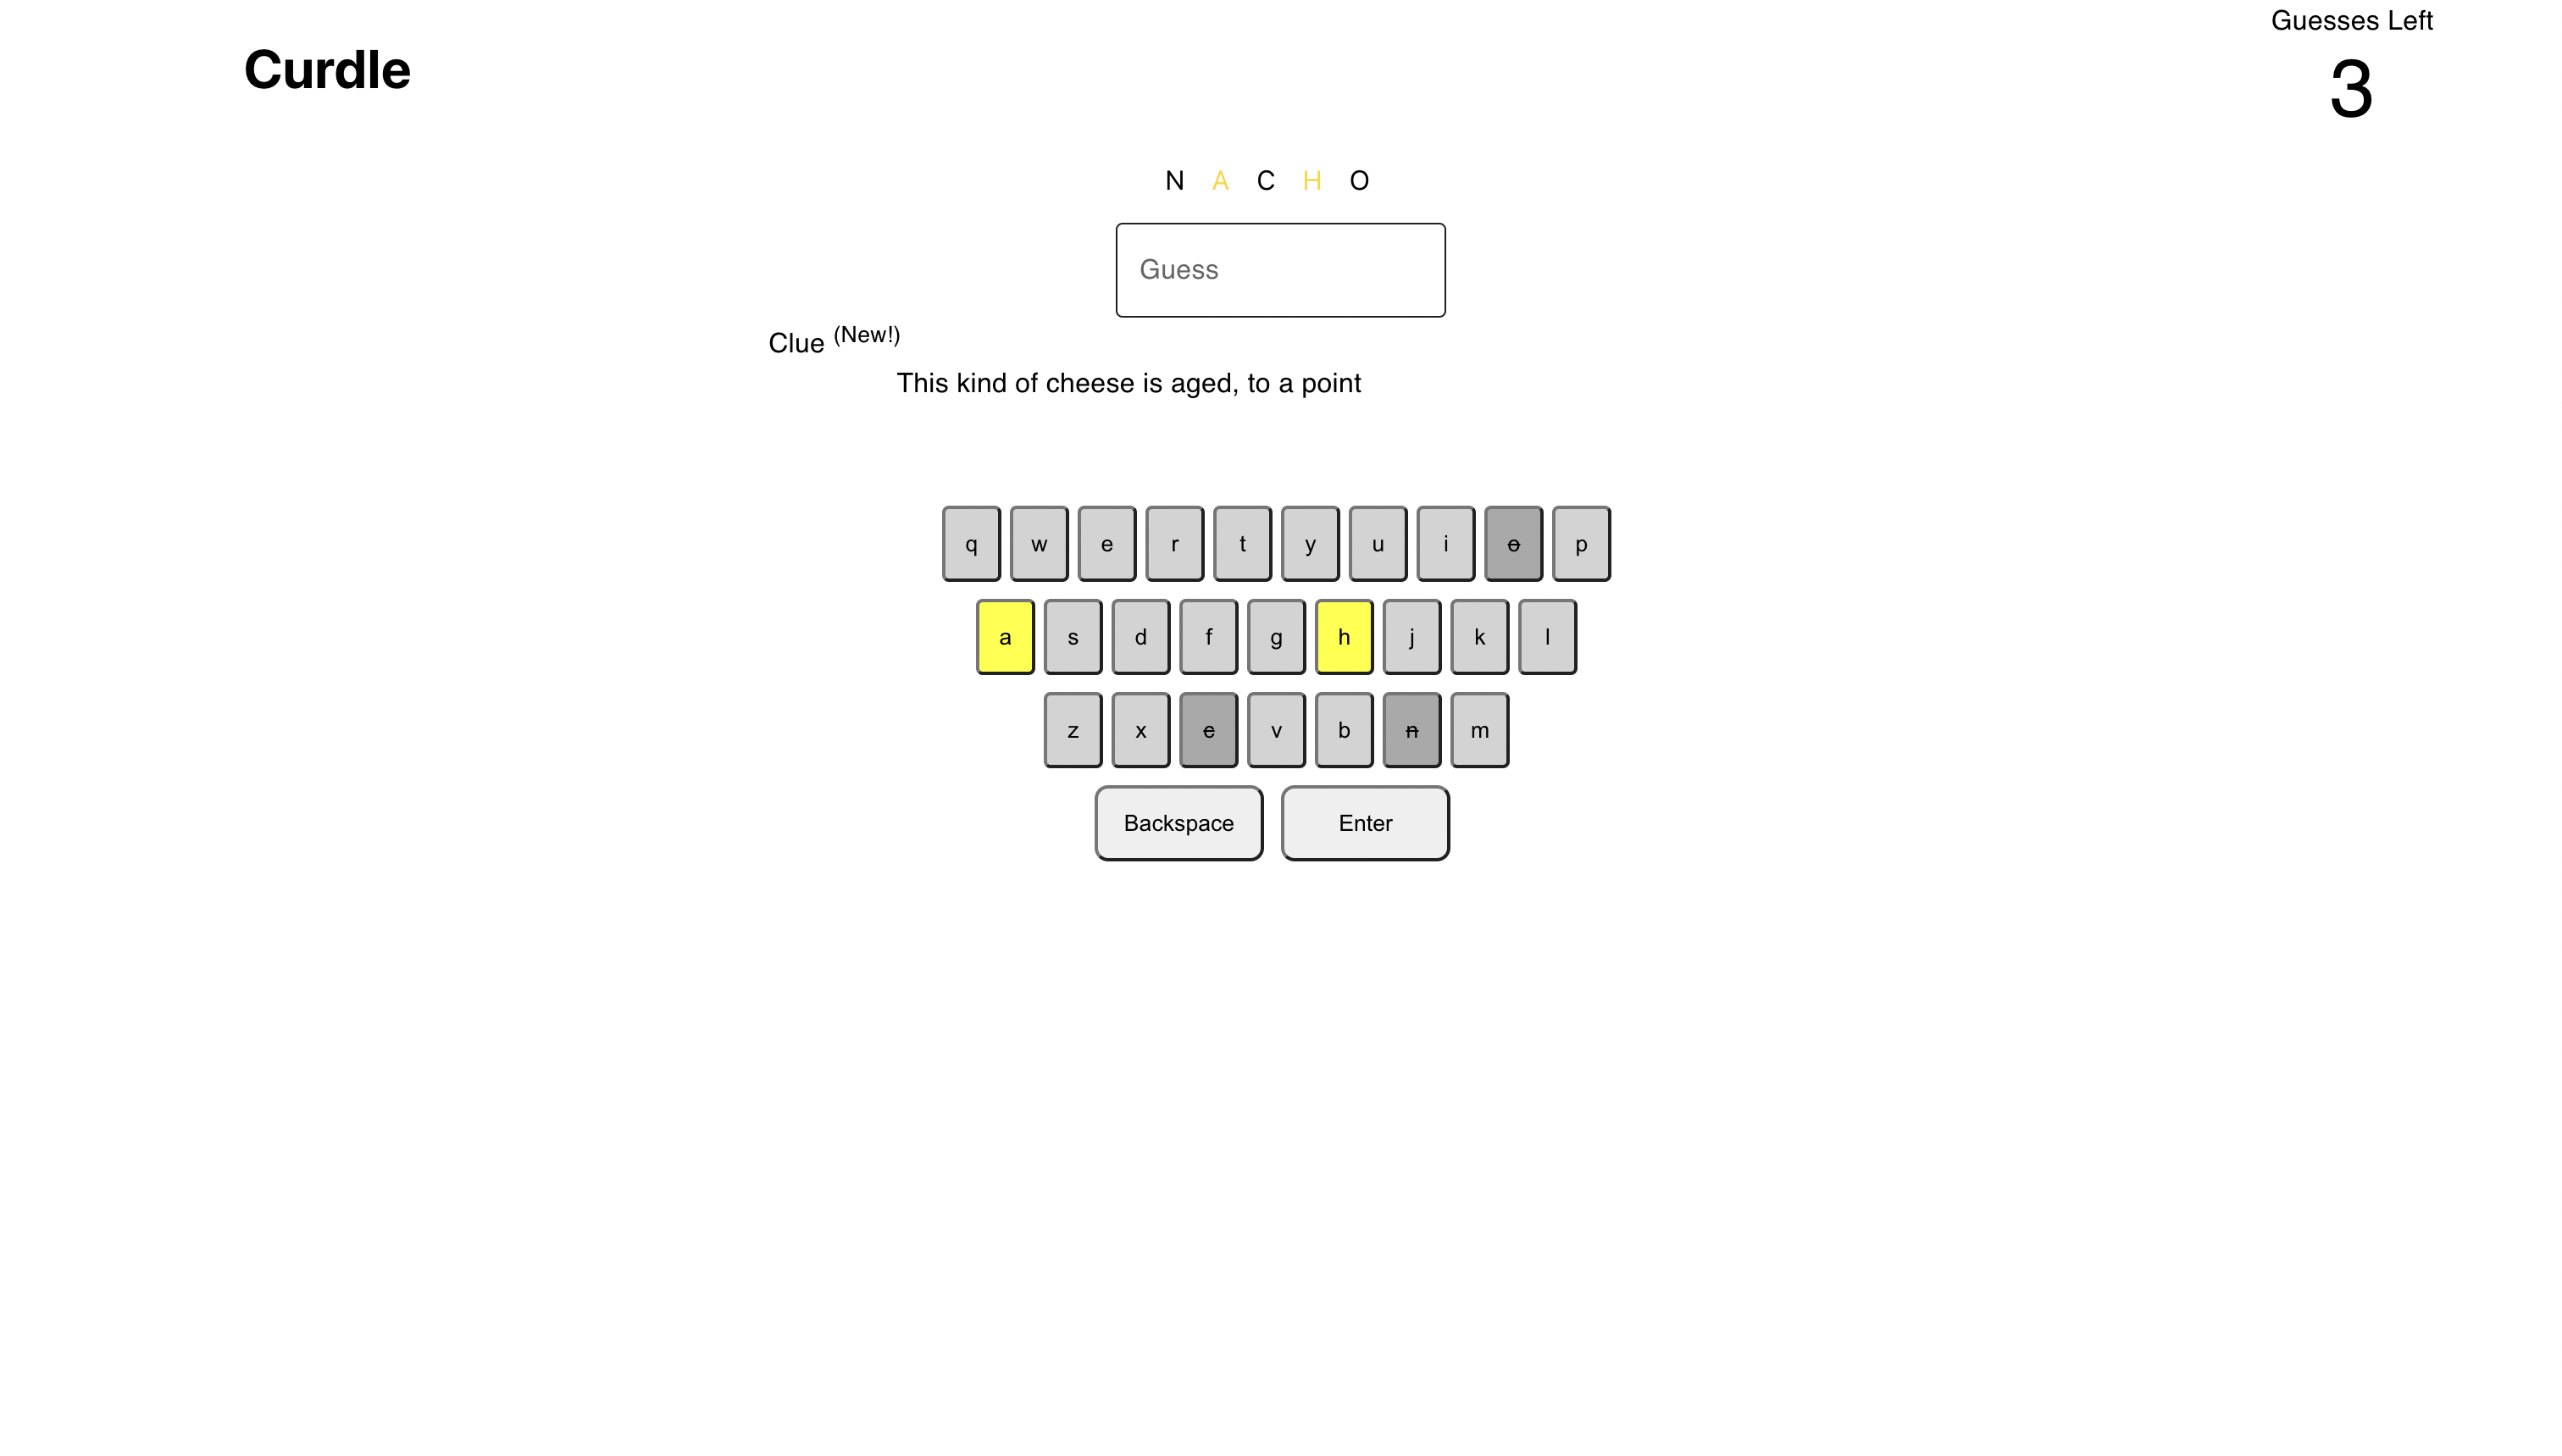 Guesses Left
Curdle
3
N A C H O
Guess
Clue (New!)
This kind of cheese is aged, to a point
q w e r t y u i o p
a s d f g h j k l
z x c v b n m
Backspace Enter